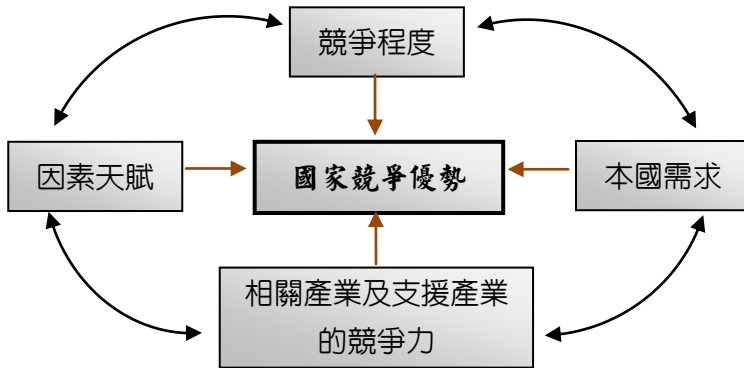 競爭程度
因素天賦
國家競爭優勢
本國需求
相關產業及支援產業
的競爭力